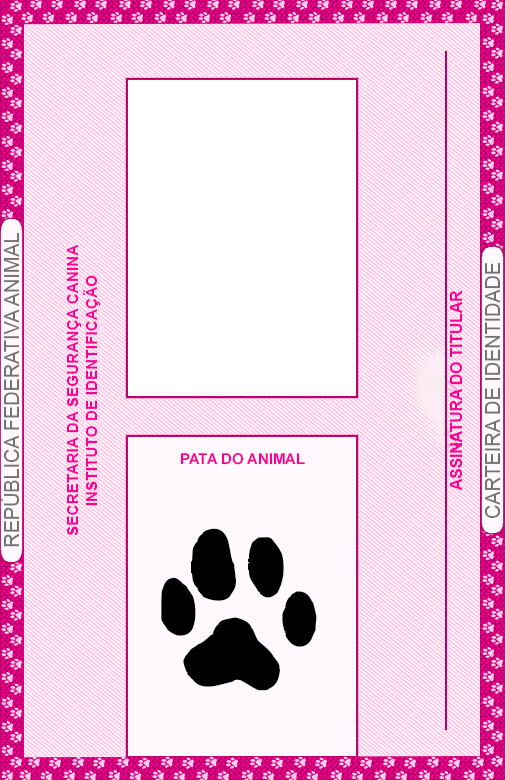 REPÚBLICA FEDERATIVA ANIMAL
SECRETARIA DA SEGURANÇA CANINA
INSTITUTO DE IDENTIFICAÇÃO
PATA DO ANIMAL
ASSINATURA DO TITULAR
CARTEIRA DE IDENTIDADE